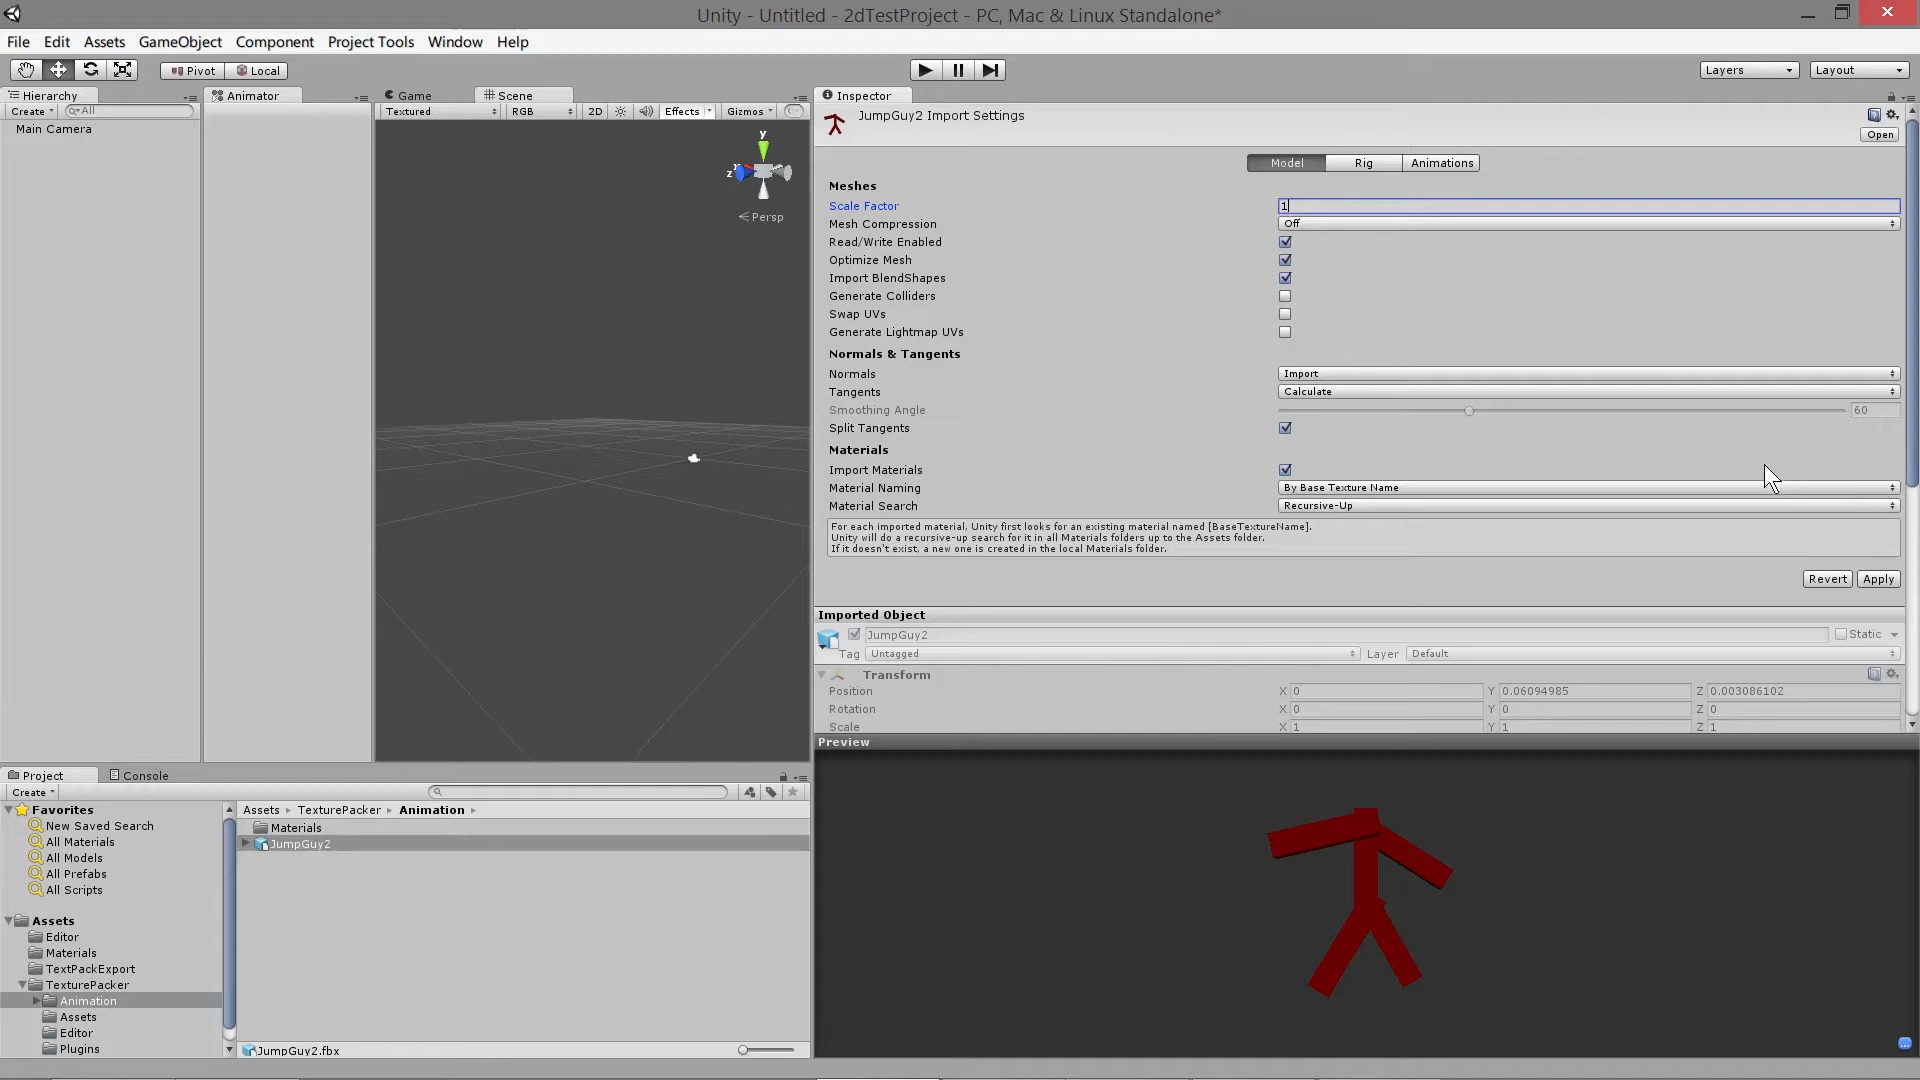 Unity - Untitled - 2dTestProject - PC, Mac & Linux Standalone*
File Edit Assets GameObject Component Project Tools Window Help
Pivot Local Layers Layout
Hierarchy Animator Game Scene Inspector
Create All Textured RGB 2D Effects Gizmos
Main Camera
y
z
Persp
JumpGuy2 Import Settings
Open
Model Rig Animations
Meshes
Scale Factor 1
Mesh Compression Off
Read/Write Enabled
Optimize Mesh
Import BlendShapes
Generate Colliders
Swap UVs
Generate Lightmap UVs
Normals & Tangents
Normals Import
Tangents Calculate
Smoothing Angle 60
Split Tangents
Materials
Import Materials
Material Naming By Base Texture Name
Material Search Recursive-Up
For each imported material, Unity first looks for an existing material named [BaseTextureName].
Unity will do a recursive-up search for it in all Materials folders up to the Assets folder.
If it doesn't exist, a new one is created in the local Materials folder.
Revert Apply
Imported Object
JumpGuy2 Static
Tag Untagged Layer Default
Transform
Position X 0 Y 0.06094985 Z 0.003086102
Rotation X 0 Y 0 Z 0
Scale X 1 Y 1 Z 1
Preview
Project Console
Create
Favorites
New Saved Search
All Materials
All Models
All Prefabs
All Scripts
Assets
Editor
Materials
TextPackExport
TexturePacker
Animation
Assets
Editor
Plugins
Assets TexturePacker Animation
Materials
JumpGuy2
JumpGuy2.fbx